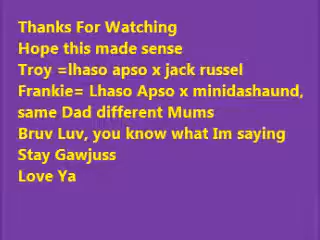 Thanks For Watching
Hope this made sense
Troy =lhaso apso x jack russel
Frankie= Lhaso Apso x minidashaund,
same Dad different Mums
Bruv Luv, you know what Im saying
Stay Gawjuss
Love Ya